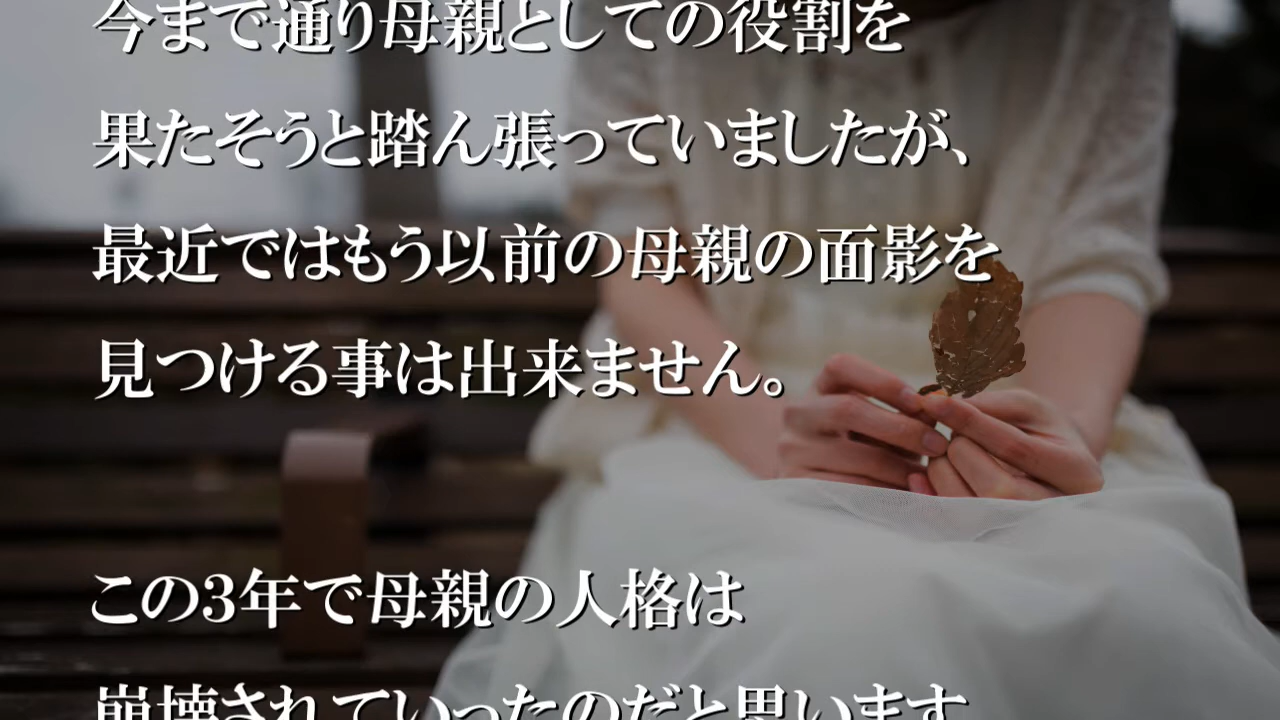 今まで通り母親としての役割を
果たそうと踏ん張っていましたが、
最近ではもう以前の母親の面影を
見つける事は出来ません。
この3年で母親の人格は
崩壊されていったのだと思います